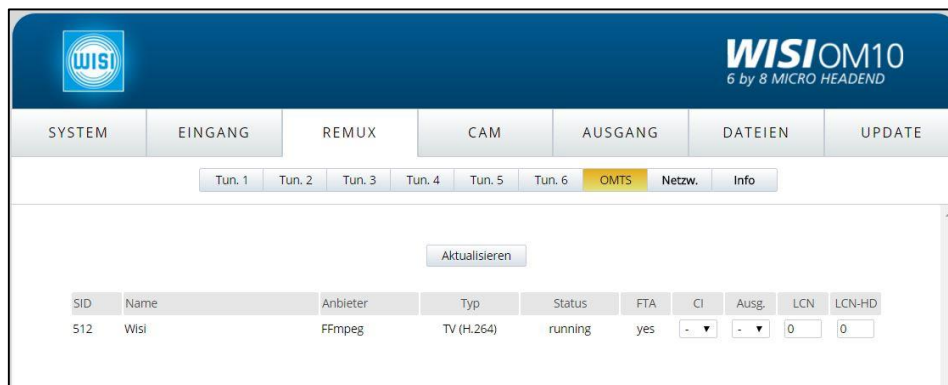 WISI
WISI OM10
6 by 8 MICRO HEADEND
SYSTEM EINGANG REMUX CAM AUSGANG DATEIEN UPDATE
Tun. 1 Tun. 2 Tun. 3 Tun. 4 Tun. 5 Tun. 6 OMTS Netzw. Info
Aktualisieren
SID Name Anbieter Typ Status FTA CI Ausg. LCN LCN-HD
512 Wisi FFmpeg TV (H.264) running yes - - 0 0